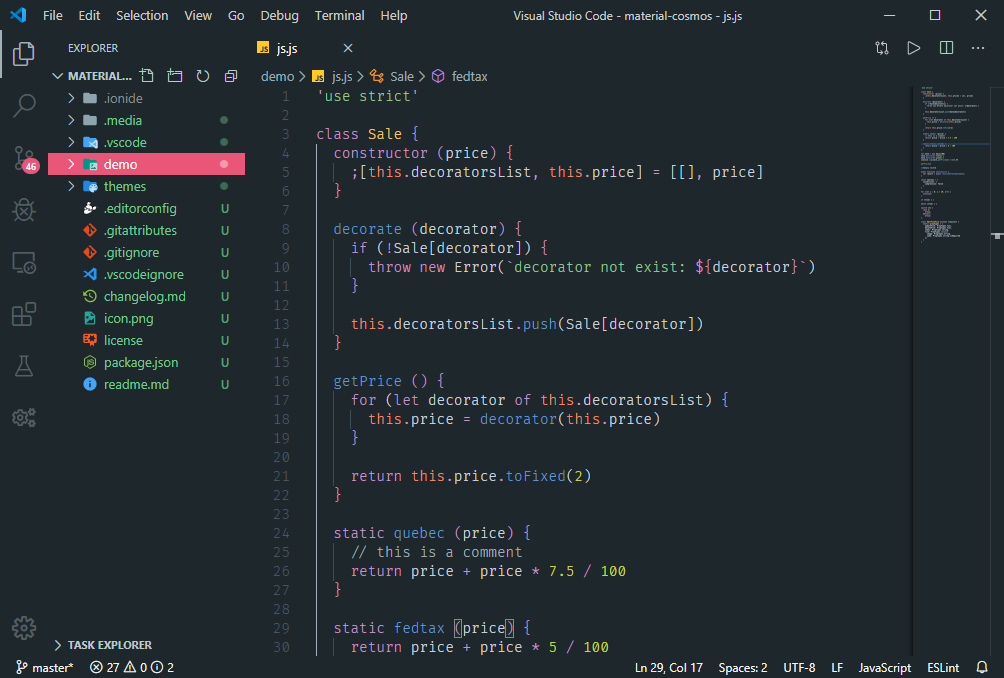 File Edit Selection View Go Debug Terminal Help Visual Studio Code - material-cosmos - js.js
EXPLORER
MATERIAL...
.ionide
.media
.vscode
demo
themes
.editorconfig U
.gitattributes U
.gitignore U
.vscodeignore U
changelog.md U
icon.png U
license U
package.json U
readme.md U
TASK EXPLORER
46
JS js.js
demo > JS js.js > Sale > fedtax
1 'use strict'
2
3 class Sale {
4 constructor (price) {
5 ;[this.decoratorsList, this.price] = [[], price]
6 }
7
8 decorate (decorator) {
9 if (!Sale[decorator]) {
10 throw new Error(`decorator not exist: ${decorator}`)
11 }
12
13 this.decoratorsList.push(Sale[decorator])
14 }
15
16 getPrice () {
17 for (let decorator of this.decoratorsList) {
18 this.price = decorator(this.price)
19 }
20
21 return this.price.toFixed(2)
22 }
23
24 static quebec (price) {
25 // this is a comment
26 return price + price * 7.5 / 100
27 }
28
29 static fedtax (price) {
30 return price + price * 5 / 100
master* 27 0 2 Ln 29, Col 17 Spaces: 2 UTF-8 LF JavaScript ESLint